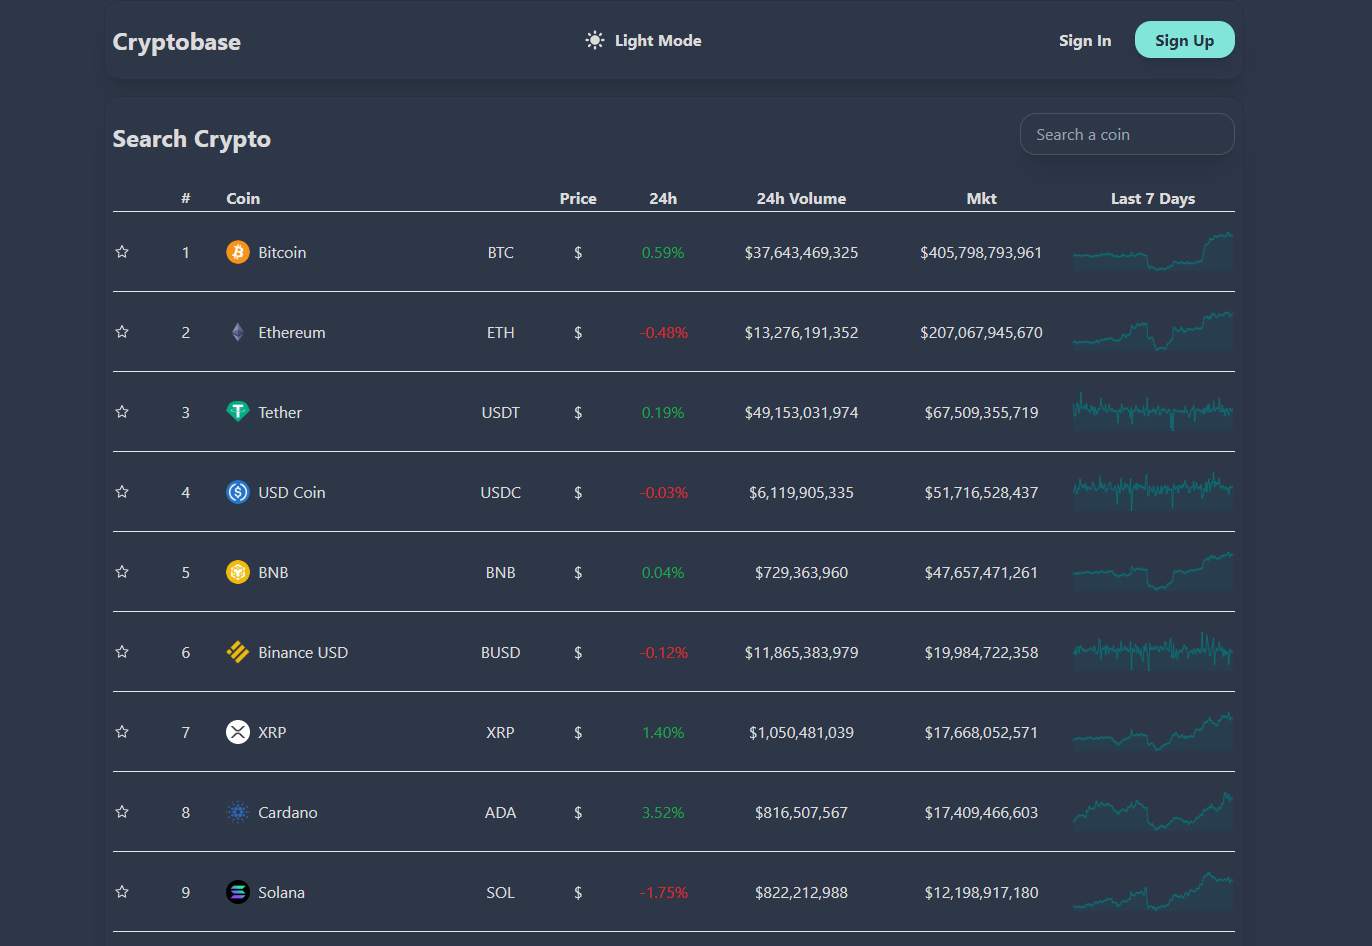 Cryptobase Light Mode Sign In Sign Up
Search Crypto Search a coin
# Coin Price 24h 24h Volume Mkt Last 7 Days
1 Bitcoin BTC $ 0.59% $37,643,469,325 $405,798,793,961
2 Ethereum ETH $ -0.48% $13,276,191,352 $207,067,945,670
3 Tether USDT $ 0.19% $49,153,031,974 $67,509,355,719
4 USD Coin USDC $ -0.03% $6,119,905,335 $51,716,528,437
5 BNB BNB $ 0.04% $729,363,960 $47,657,471,261
6 Binance USD BUSD $ -0.12% $11,865,383,979 $19,984,722,358
7 XRP XRP $ 1.40% $1,050,481,039 $17,668,052,571
8 Cardano ADA $ 3.52% $816,507,567 $17,409,466,603
9 Solana SOL $ -1.75% $822,212,988 $12,198,917,180